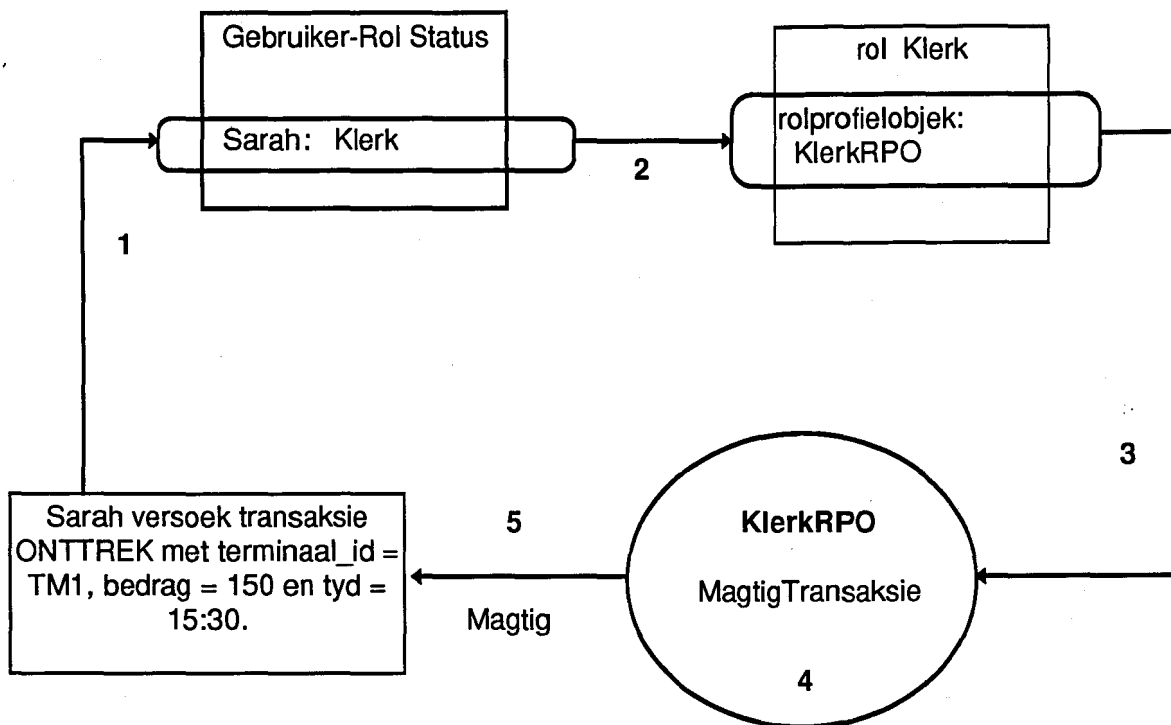 Gebruiker-Rol Status
Sarah: Klerk
rol Klerk
rolprofielobjek:
KlerkRPO
1
2
3
Sarah versoek transaksie
ONTTREK met terminaal_id =
TM1, bedrag = 150 en tyd =
15:30.
5
Magtig
KlerkRPO
MagtigTransaksie
4